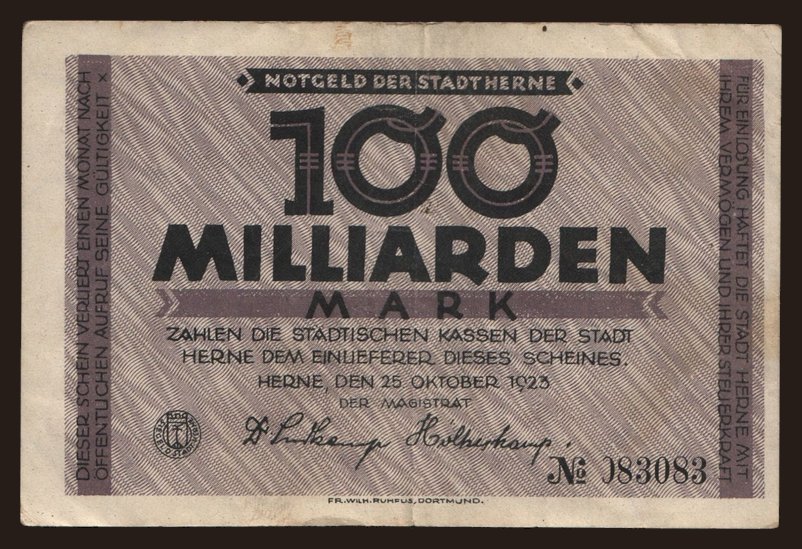 NOTGELD DER STADT HERNE
100
MILLIARDEN
MARK
ZAHLEN DIE STÄDTISCHEN KASSEN DER STADT
HERNE DEM EINLIEFERER DIESES SCHEINES.
HERNE, DEN 25 OKTOBER 1923
DER MAGISTRAT
No 083083
FR. WILH. RUHFUS, DORTMUND.
DIESER SCHEIN VERLIERT EINEN MONAT NACH
ÖFFENTLICHEN AUFRUF SEINE GÜLTIGKEIT ×
FÜR EINLÖSUNG HAFTET DIE STADT HERNE MIT
IHREM VERMÖGEN UND IHRER STEUERKRAFT